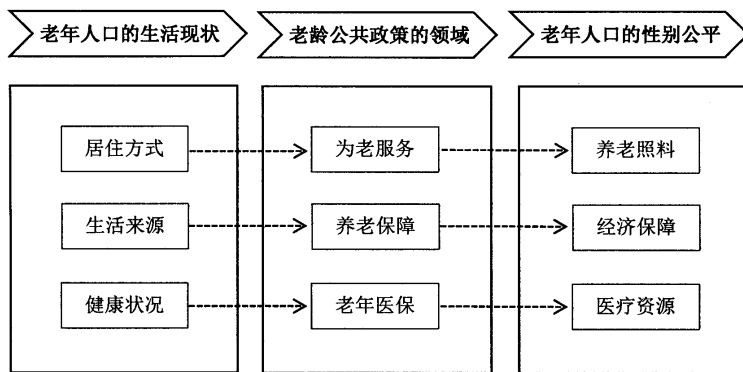 老年人口的生活现状
老龄公共政策的领域
老年人口的性别公平
居住方式
为老服务
养老照料
生活来源
养老保障
经济保障
健康状况
老年医保
医疗资源